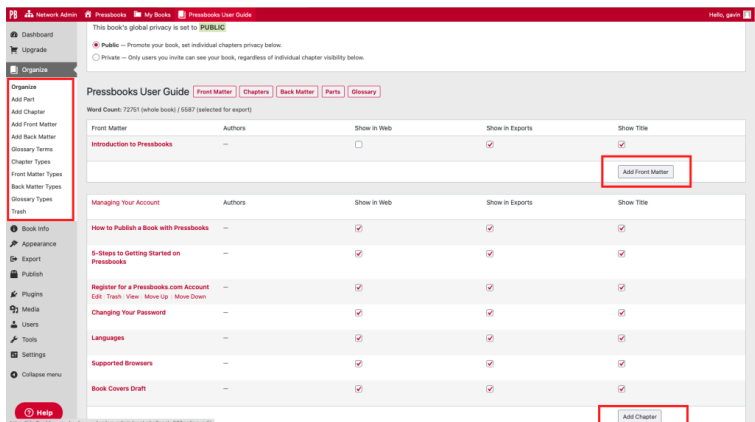 PB Network Admin Pressbooks My Books Pressbooks User Guide Hello, gavin
Dashboard
Upgrade
Organize
Organize
Add Part
Add Chapter
Add Front Matter
Add Back Matter
Glossary Terms
Chapter Types
Front Matter Types
Back Matter Types
Glossary Types
Trash
Book Info
Appearance
Export
Publish
Plugins
Media
Users
Tools
Settings
Collapse menu
Help
This book's global privacy is set to PUBLIC
Public — Promote your book, set individual chapters privacy below.
Private — Only users you invite can see your book, regardless of individual chapter visibility below.
Pressbooks User Guide Front Matter Chapters Back Matter Parts Glossary
Word Count: 72751 (whole book) / 5587 (selected for export)
Front Matter Authors Show in Web Show in Exports Show Title
Introduction to Pressbooks —
Add Front Matter
Managing Your Account Authors Show in Web Show in Exports Show Title
How to Publish a Book with Pressbooks —
5-Steps to Getting Started on —
Pressbooks
Register for a Pressbooks.com Account —
Edit | Trash | View | Move Up | Move Down
Changing Your Password —
Languages —
Supported Browsers —
Book Covers Draft —
Add Chapter